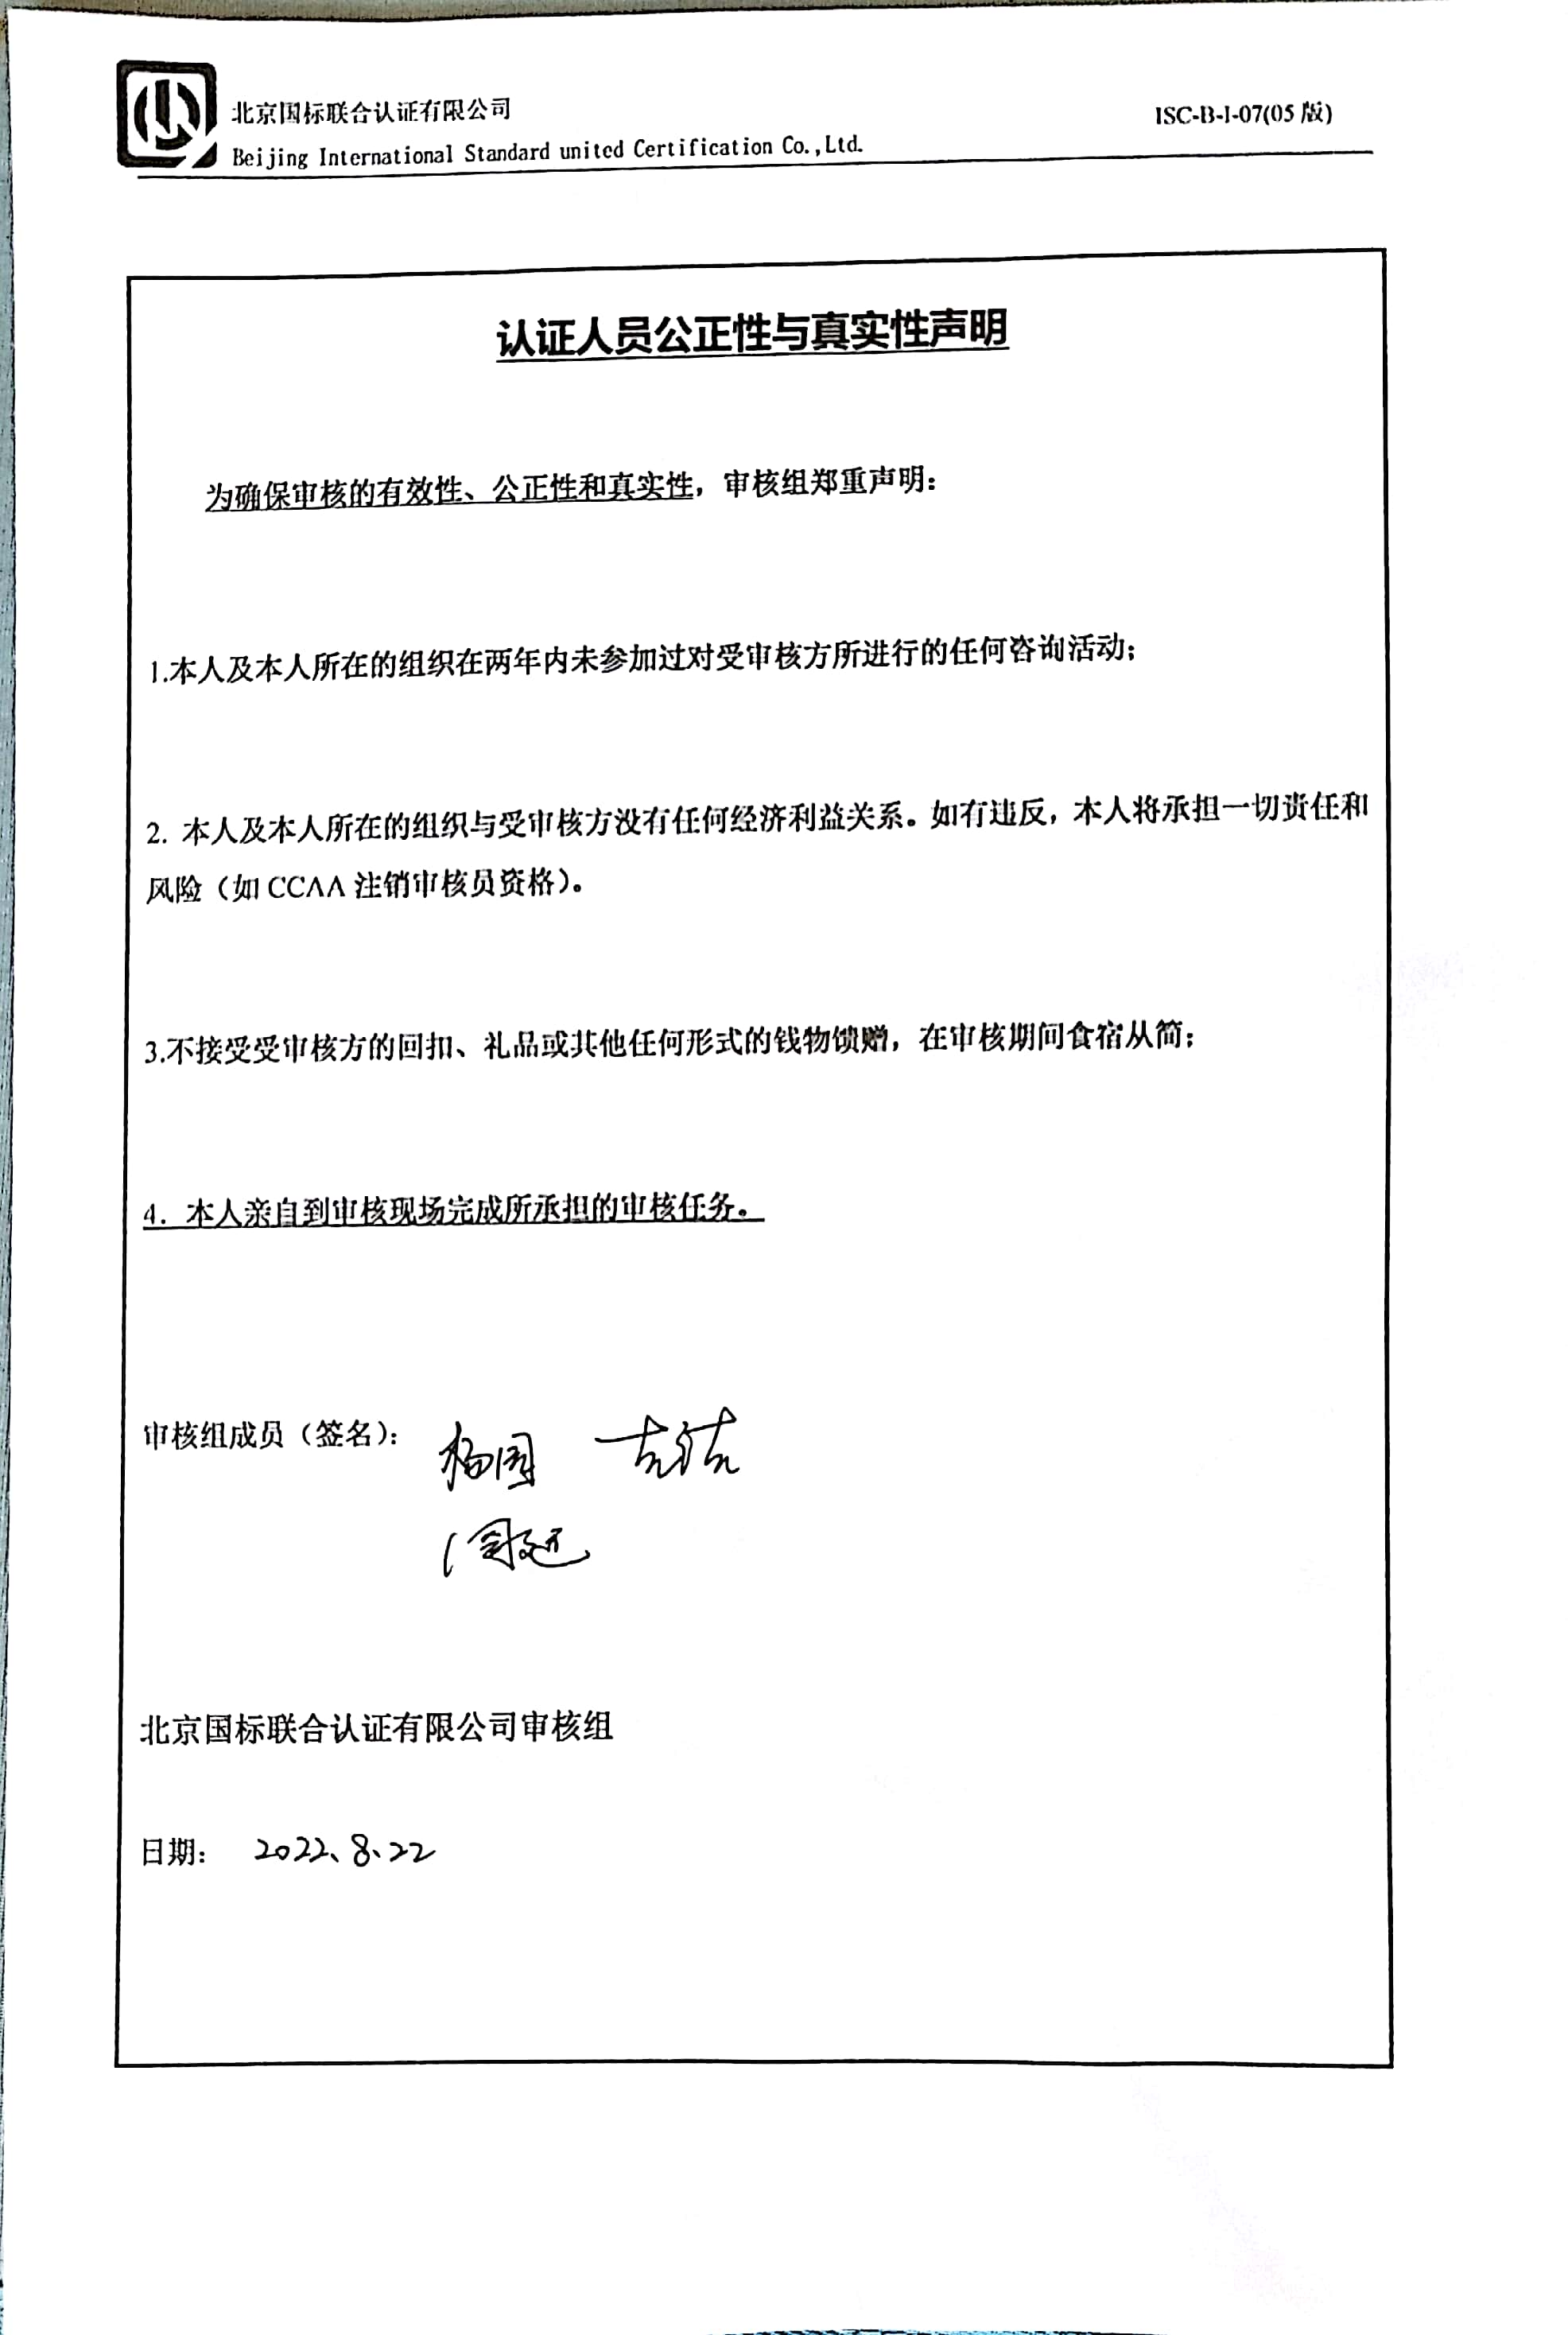 北京国标联合认证有限公司
ISC-B-I-07(05 版)
Beijing International Standard united Certification Co.,Ltd.
认证人员公正性与真实性声明
为确保审核的有效性、公正性和真实性，审核组郑重声明：
1.本人及本人所在的组织在两年内未参加过对受审核方所进行的任何咨询活动；
2. 本人及本人所在的组织与受审核方没有任何经济利益关系。如有违反，本人将承担一切责任和
风险（如 CCAA 注销审核员资格）。
3.不接受受审核方的回扣、礼品或其他任何形式的钱物馈赠，在审核期间食宿从简；
4. 本人亲自到审核现场完成所承担的审核任务。
审核组成员（签名）：
北京国标联合认证有限公司审核组
日期： 2022、8、22